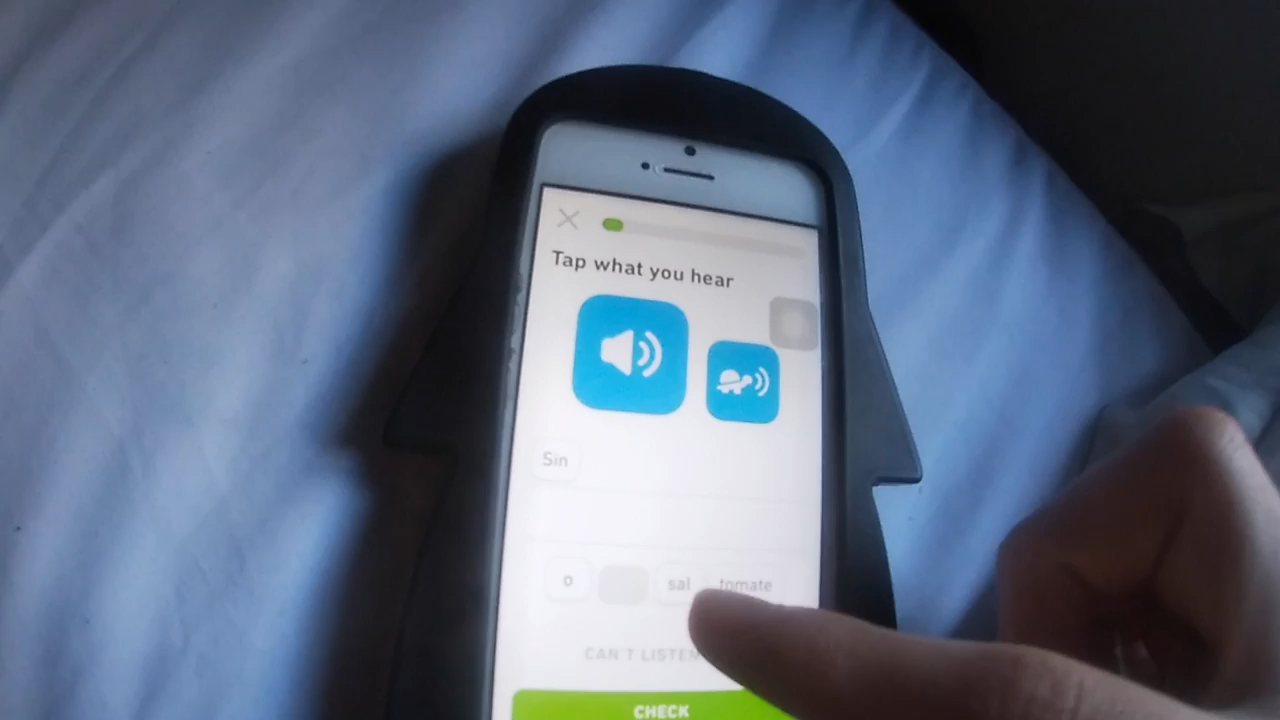 Tap what you hear
Sin
o sal tomate
CAN'T LISTEN
CHECK